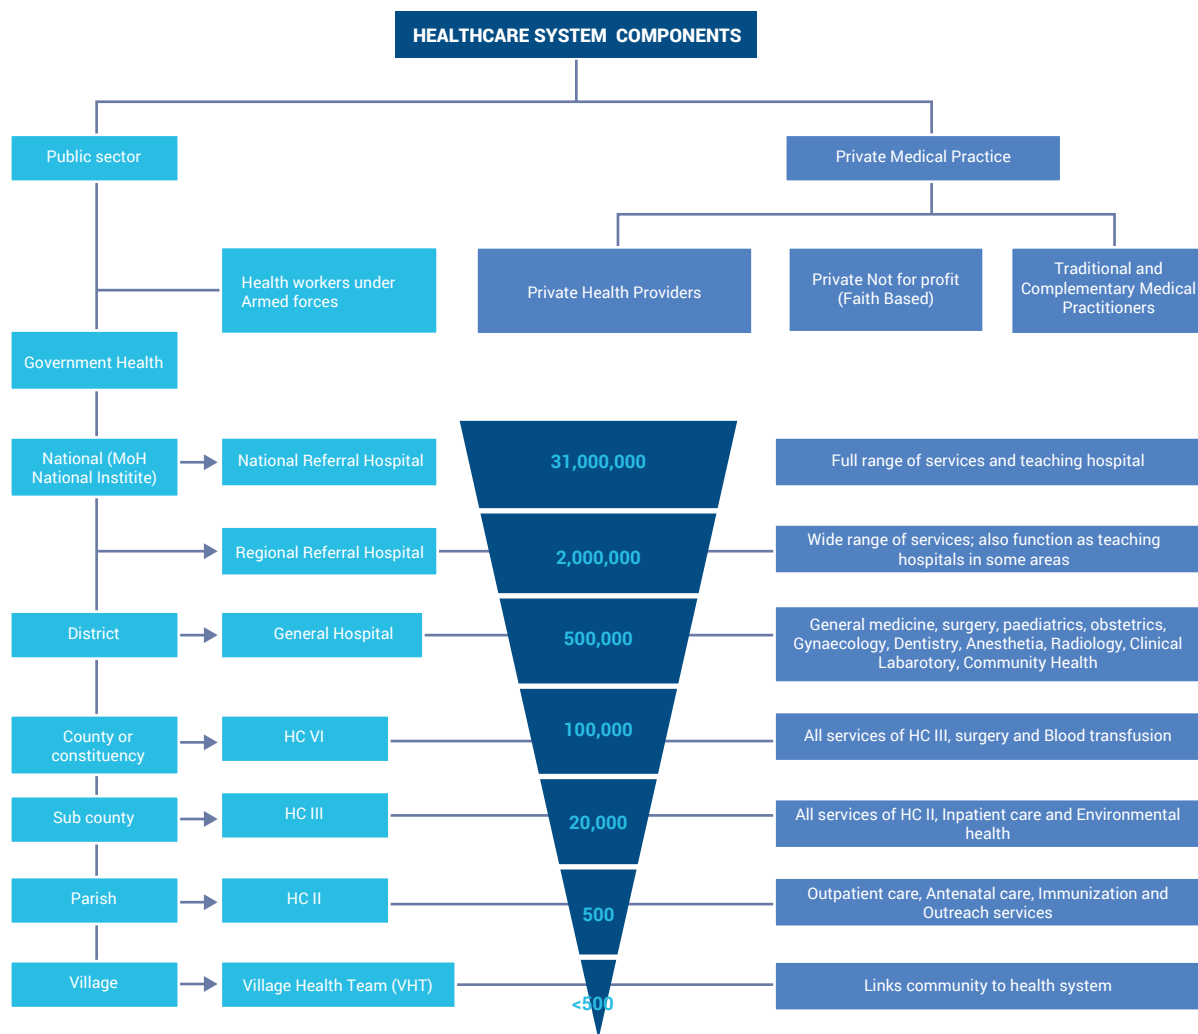 HEALTHCARE SYSTEM COMPONENTS
Public sector
Private Medical Practice
Health workers under
Armed forces
Private Health Providers
Private Not for profit
(Faith Based)
Traditional and
Complementary Medical
Practitioners
Government Health
National (MoH
National Institite)
National Referral Hospital
31,000,000
Full range of services and teaching hospital
Regional Referral Hospital
2,000,000
Wide range of services; also function as teaching
hospitals in some areas
District
General Hospital
500,000
General medicine, surgery, paediatrics, obstetrics,
Gynaecology, Dentistry, Anesthetia, Radiology, Clinical
Labarotory, Community Health
County or
constituency
HC VI
100,000
All services of HC III, surgery and Blood transfusion
Sub county
HC III
20,000
All services of HC II, Inpatient care and Environmental
health
Parish
HC II
500
Outpatient care, Antenatal care, Immunization and
Outreach services
Village
Village Health Team (VHT)
<500
Links community to health system